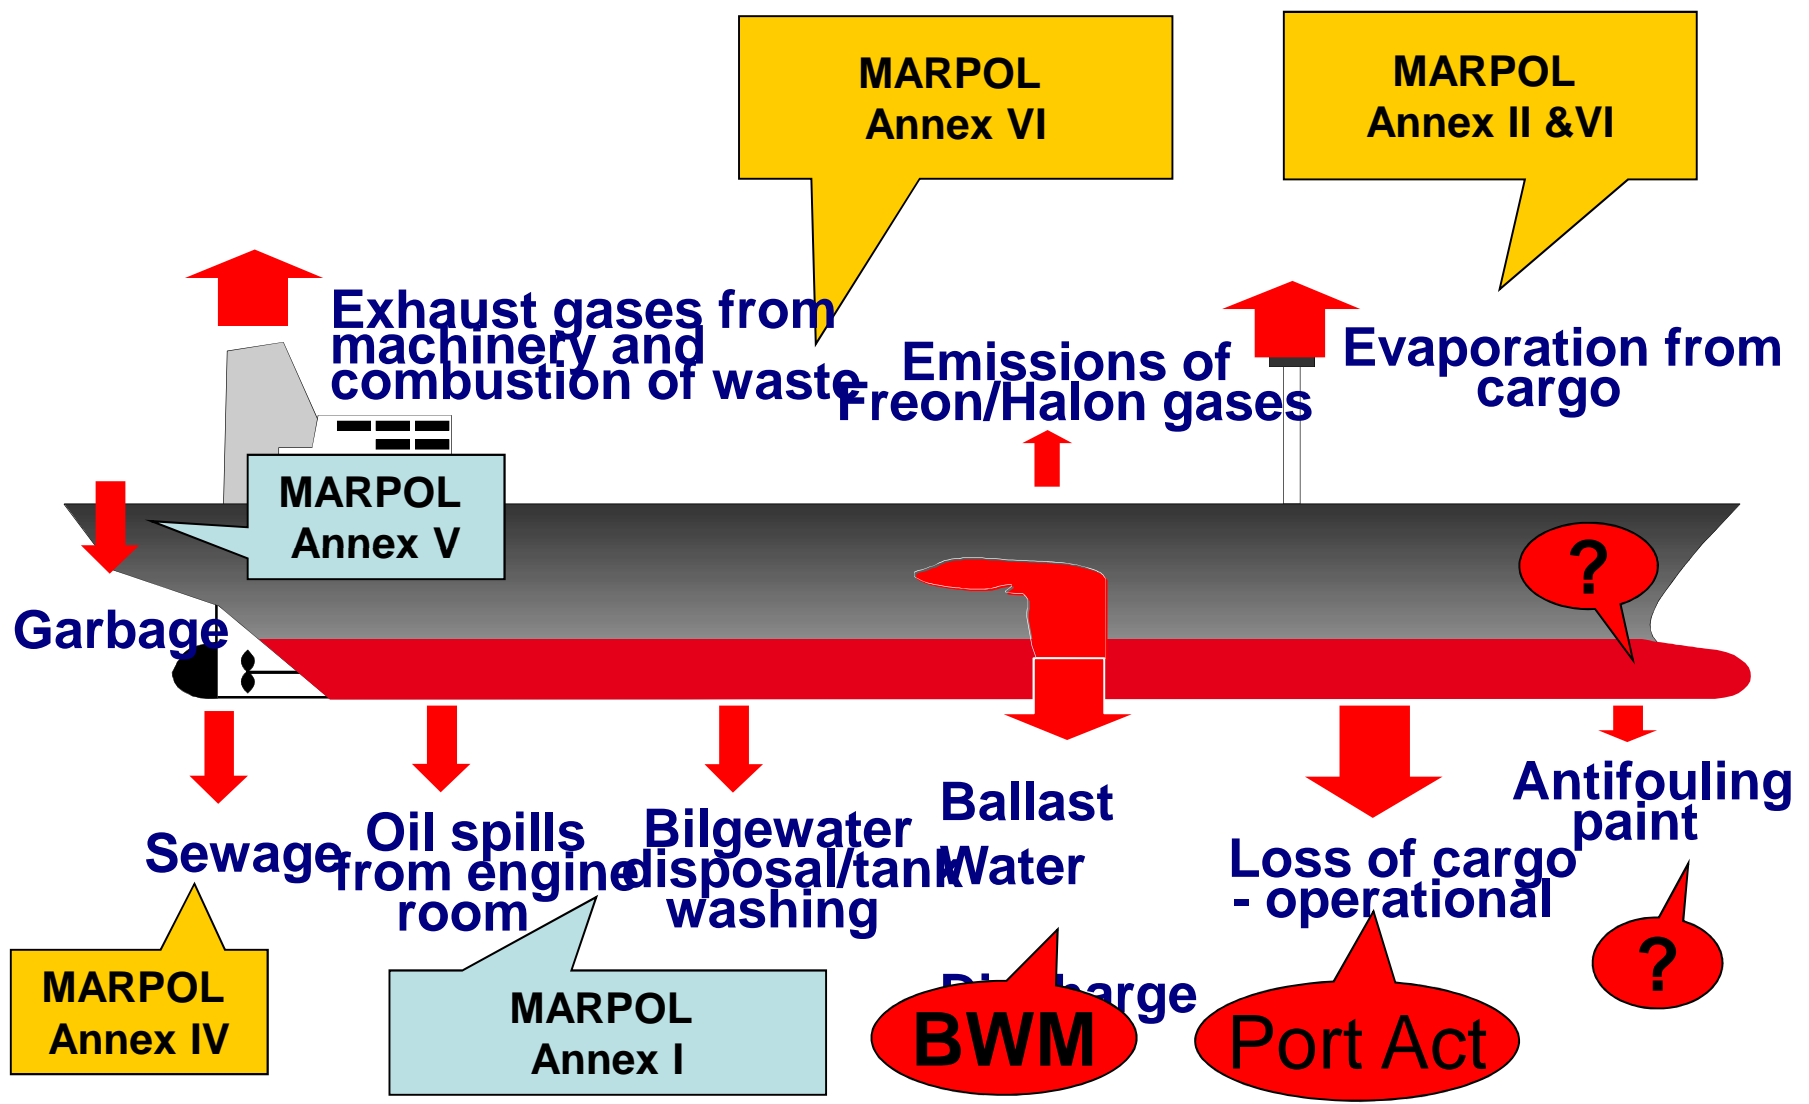 MARPOL
Annex VI
MARPOL
Annex II &VI
Exhaust gases from
machinery and
combustion of waste
Emissions of
Freon/Halon gases
Evaporation from
cargo
MARPOL
Annex V
?
Garbage
Sewage
Oil spills
from engine
room
Bilgewater
disposal/tank
washing
Ballast
Water
Discharge
Loss of cargo
- operational
Antifouling
paint
MARPOL
Annex IV
MARPOL
Annex I
BWM
Port Act
?